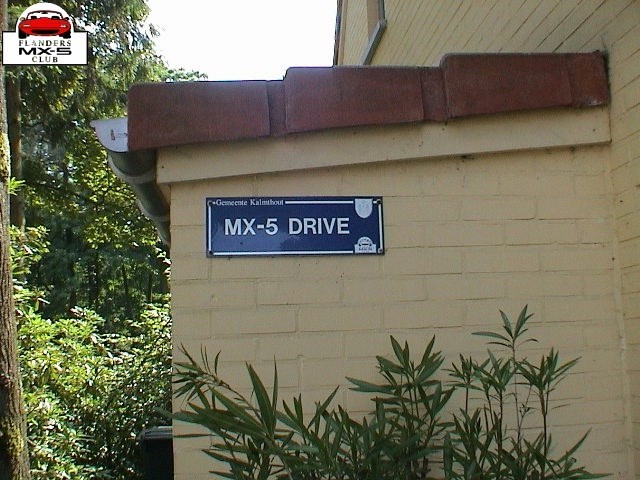 FLANDERS
MX-5
CLUB
Gemeente Kalmthout
MX-5 DRIVE